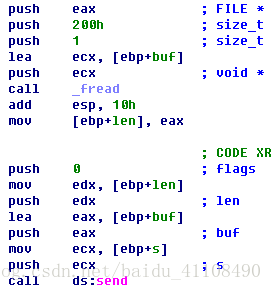 push eax ; FILE *
push 200h ; size_t
push 1 ; size_t
lea ecx, [ebp+buf]
push ecx ; void *
call _fread
add esp, 10h
mov [ebp+len], eax
; CODE XR
push 0 ; flags
mov edx, [ebp+len]
push edx ; len
lea eax, [ebp+buf]
push eax ; buf
mov ecx, [ebp+s]
push ecx ; s
call ds:send
og.csdn.net/baidu_41108490